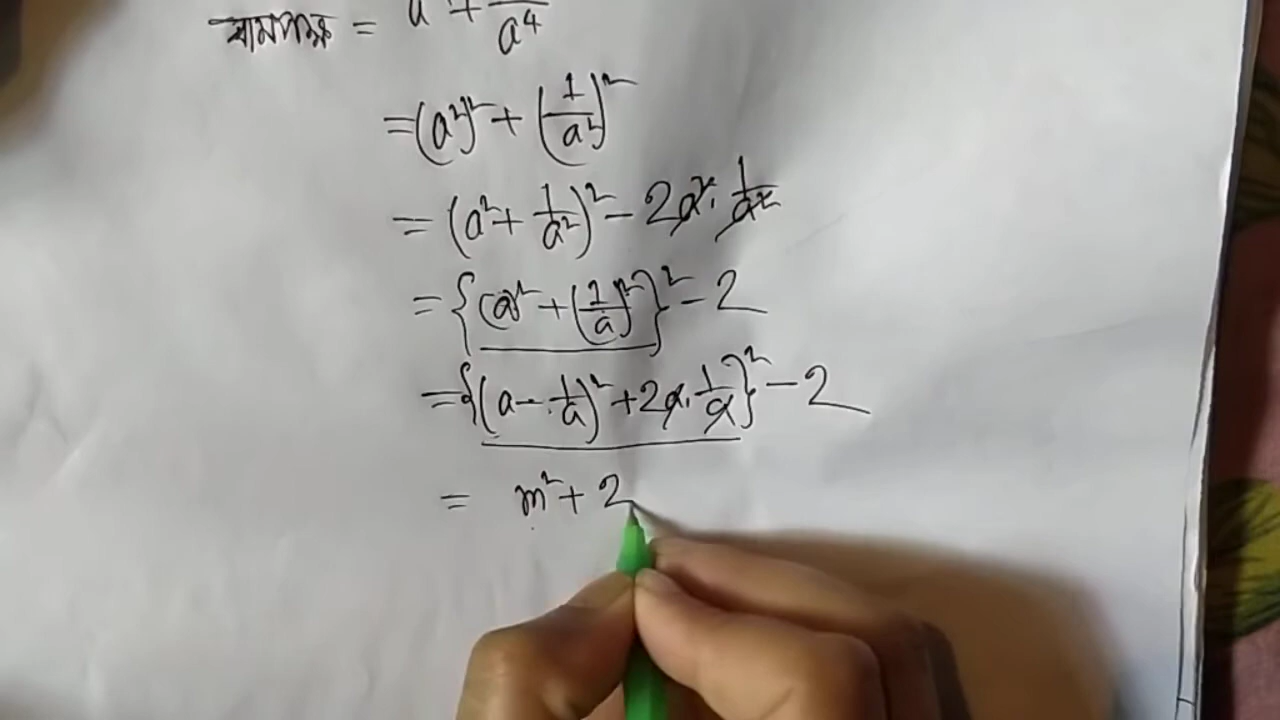 বামপক্ষ = a⁴ + 1/a⁴
= (a²)² + (1/a²)²
= (a² + 1/a²)² - 2a². 1/a²
= {(a)² + (1/a)²}² - 2
= {(a - 1/a)² + 2a. 1/a}² - 2
= m² + 2